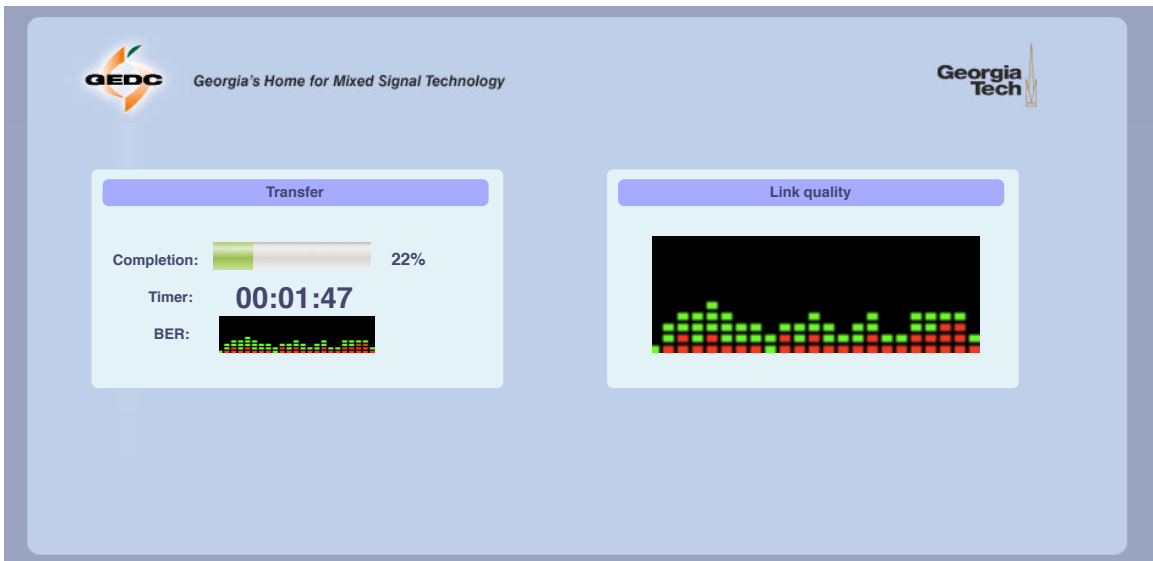 GEDC
Georgia's Home for Mixed Signal Technology
Georgia
Tech
Transfer
Completion:
22%
Timer:
00:01:47
BER:
Link quality